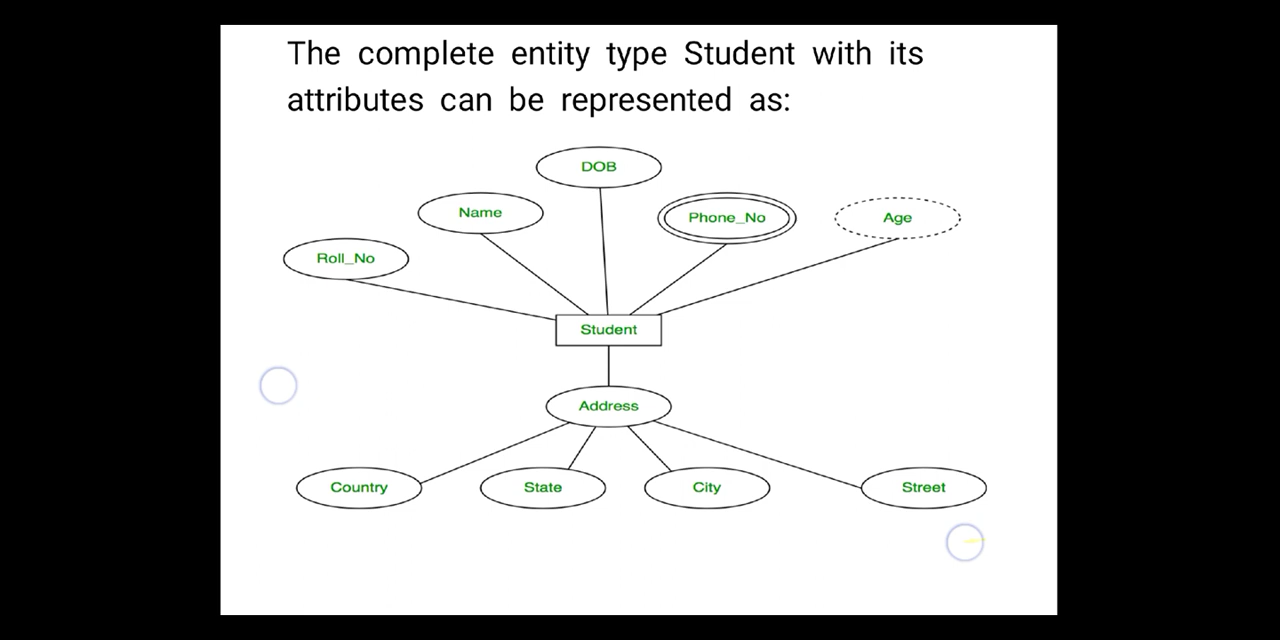 The complete entity type Student with its
attributes can be represented as:
DOB
Name
Phone_No
Age
Roll_No
Student
Address
Country
State
City
Street